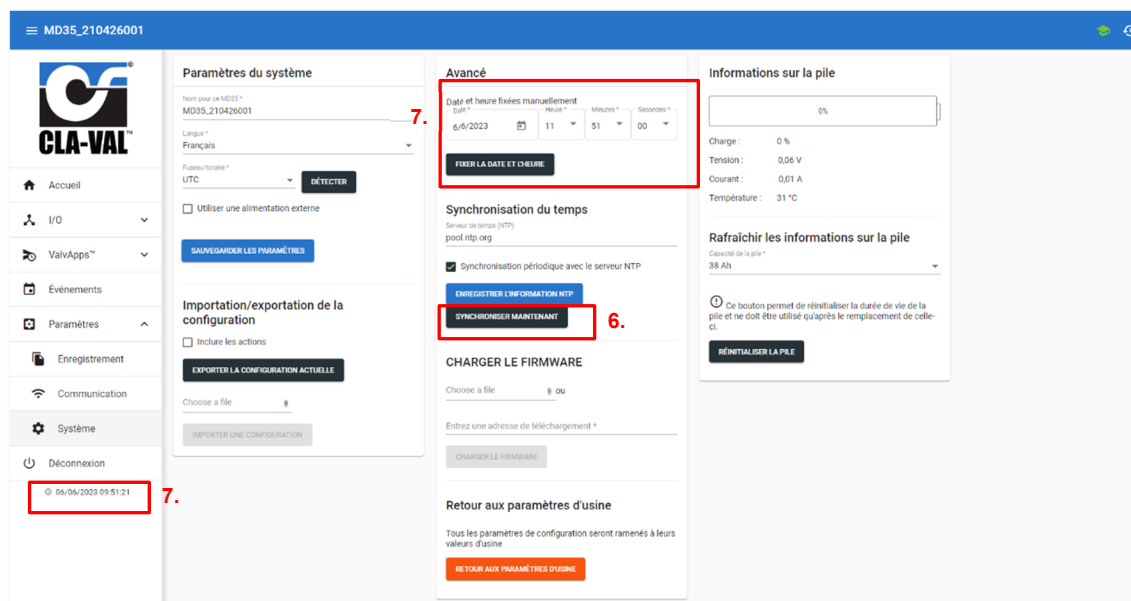 MD35_210426001
CLA-VAL™
Accueil
I/O
ValvApps™
Événements
Paramètres
Enregistrement
Communication
Système
Déconnexion
06/06/2023 09:51:21
7.
Paramètres du système
Nom pour ce MD35 *
MD35_210426001
Langue *
Français
Fuseau horaire *
UTC
DÉTECTER
Utiliser une alimentation externe
SAUVEGARDER LES PARAMÈTRES
Importation/exportation de la
configuration
Inclure les actions
EXPORTER LA CONFIGURATION ACTUELLE
Choose a file
IMPORTER UNE CONFIGURATION
Avancé
7.
Date et heure fixées manuellement
Date * Heure * Minutes * Secondes *
6/6/2023 11 51 00
FIXER LA DATE ET L'HEURE
Synchronisation du temps
Serveur de temps (NTP)
pool.ntp.org
Synchronisation périodique avec le serveur NTP
ENREGISTRER L'INFORMATION NTP
SYNCHRONISER MAINTENANT
6.
CHARGER LE FIRMWARE
Choose a file ou
Entrez une adresse de téléchargement *
CHARGER LE FIRMWARE
Retour aux paramètres d'usine
Tous les paramètres de configuration seront ramenés à leurs
valeurs d'usine
RETOUR AUX PARAMÈTRES D'USINE
Informations sur la pile
0%
Charge : 0 %
Tension : 0,06 V
Courant : 0,01 A
Température : 31 °C
Rafraîchir les informations sur la pile
Capacité de la pile *
38 Ah
Ce bouton permet de réinitialiser la durée de vie de la
pile et ne doit être utilisé qu'après le remplacement de celle-
ci.
RÉINITIALISER LA PILE